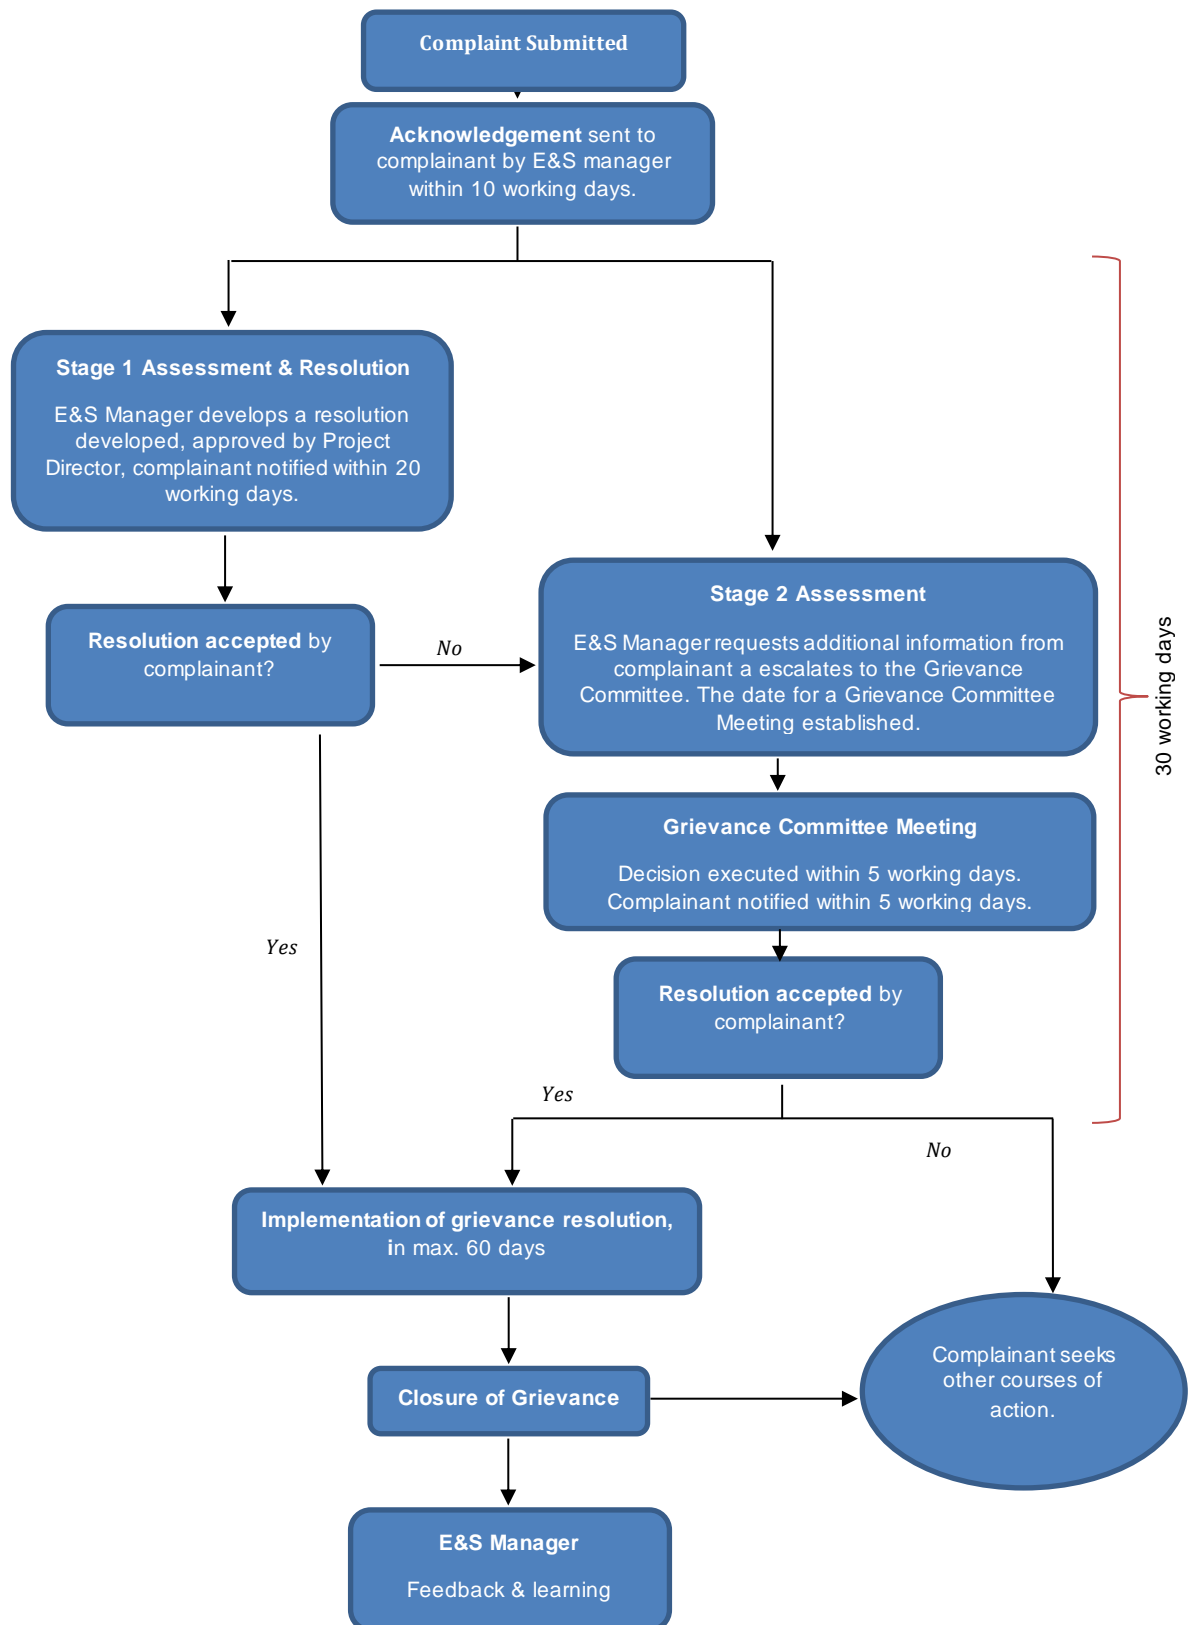 Complaint Submitted
Acknowledgement sent to
complainant by E&S manager
within 10 working days.
Stage 1 Assessment & Resolution
E&S Manager develops a resolution
developed, approved by Project
Director, complainant notified within 20
working days.
Resolution accepted by
complainant?
No
Stage 2 Assessment
E&S Manager requests additional information from
complainant a escalates to the Grievance
Committee. The date for a Grievance Committee
Meeting established.
30 working days
Grievance Committee Meeting
Decision executed within 5 working days.
Complainant notified within 5 working days.
Yes
Resolution accepted by
complainant?
Yes
No
Implementation of grievance resolution,
in max. 60 days
Complainant seeks
other courses of
action.
Closure of Grievance
E&S Manager
Feedback & learning